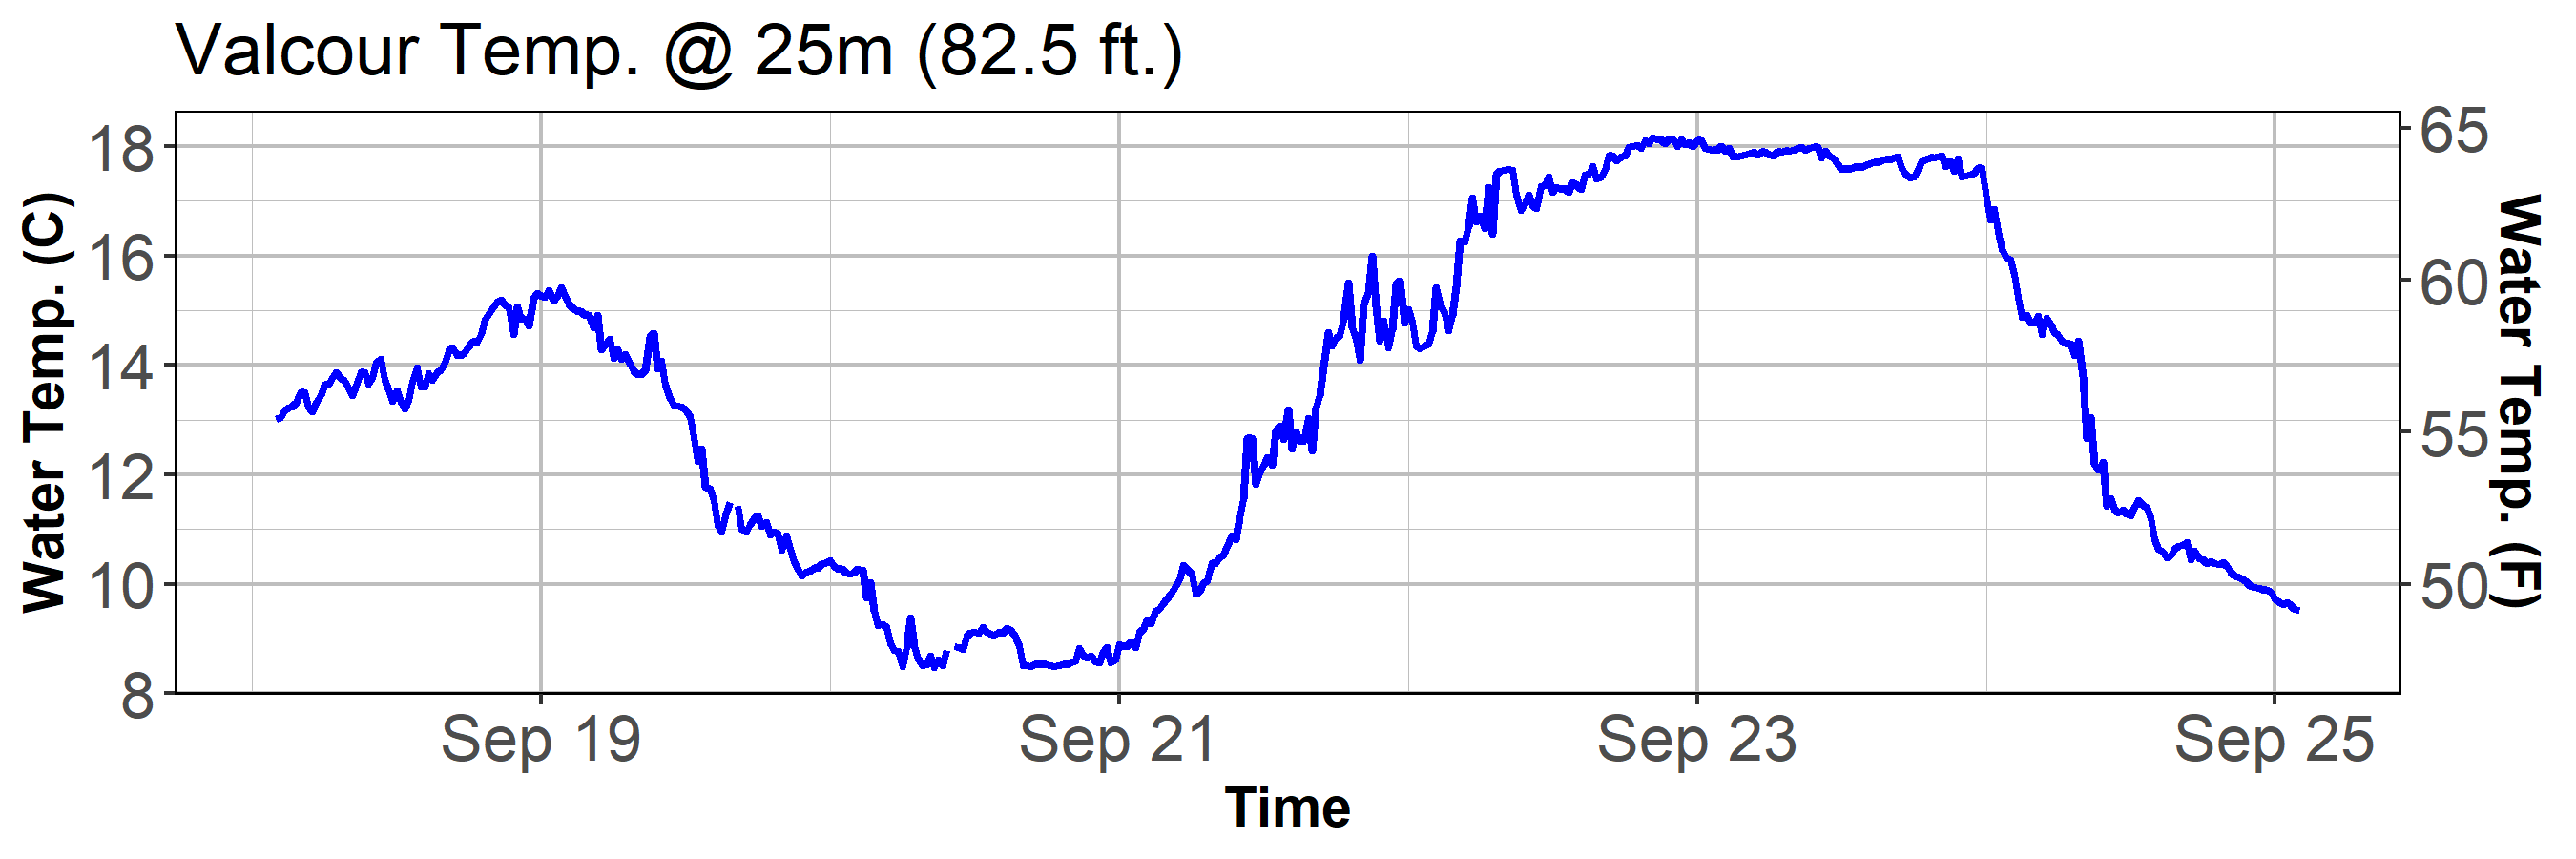 Valcour Temp. @ 25m (82.5 ft.)
Water Temp. (C)
18
16
14
12
10
8
65
60
55
50
Water Temp. (F)
Sep 19 Sep 21 Sep 23 Sep 25
Time